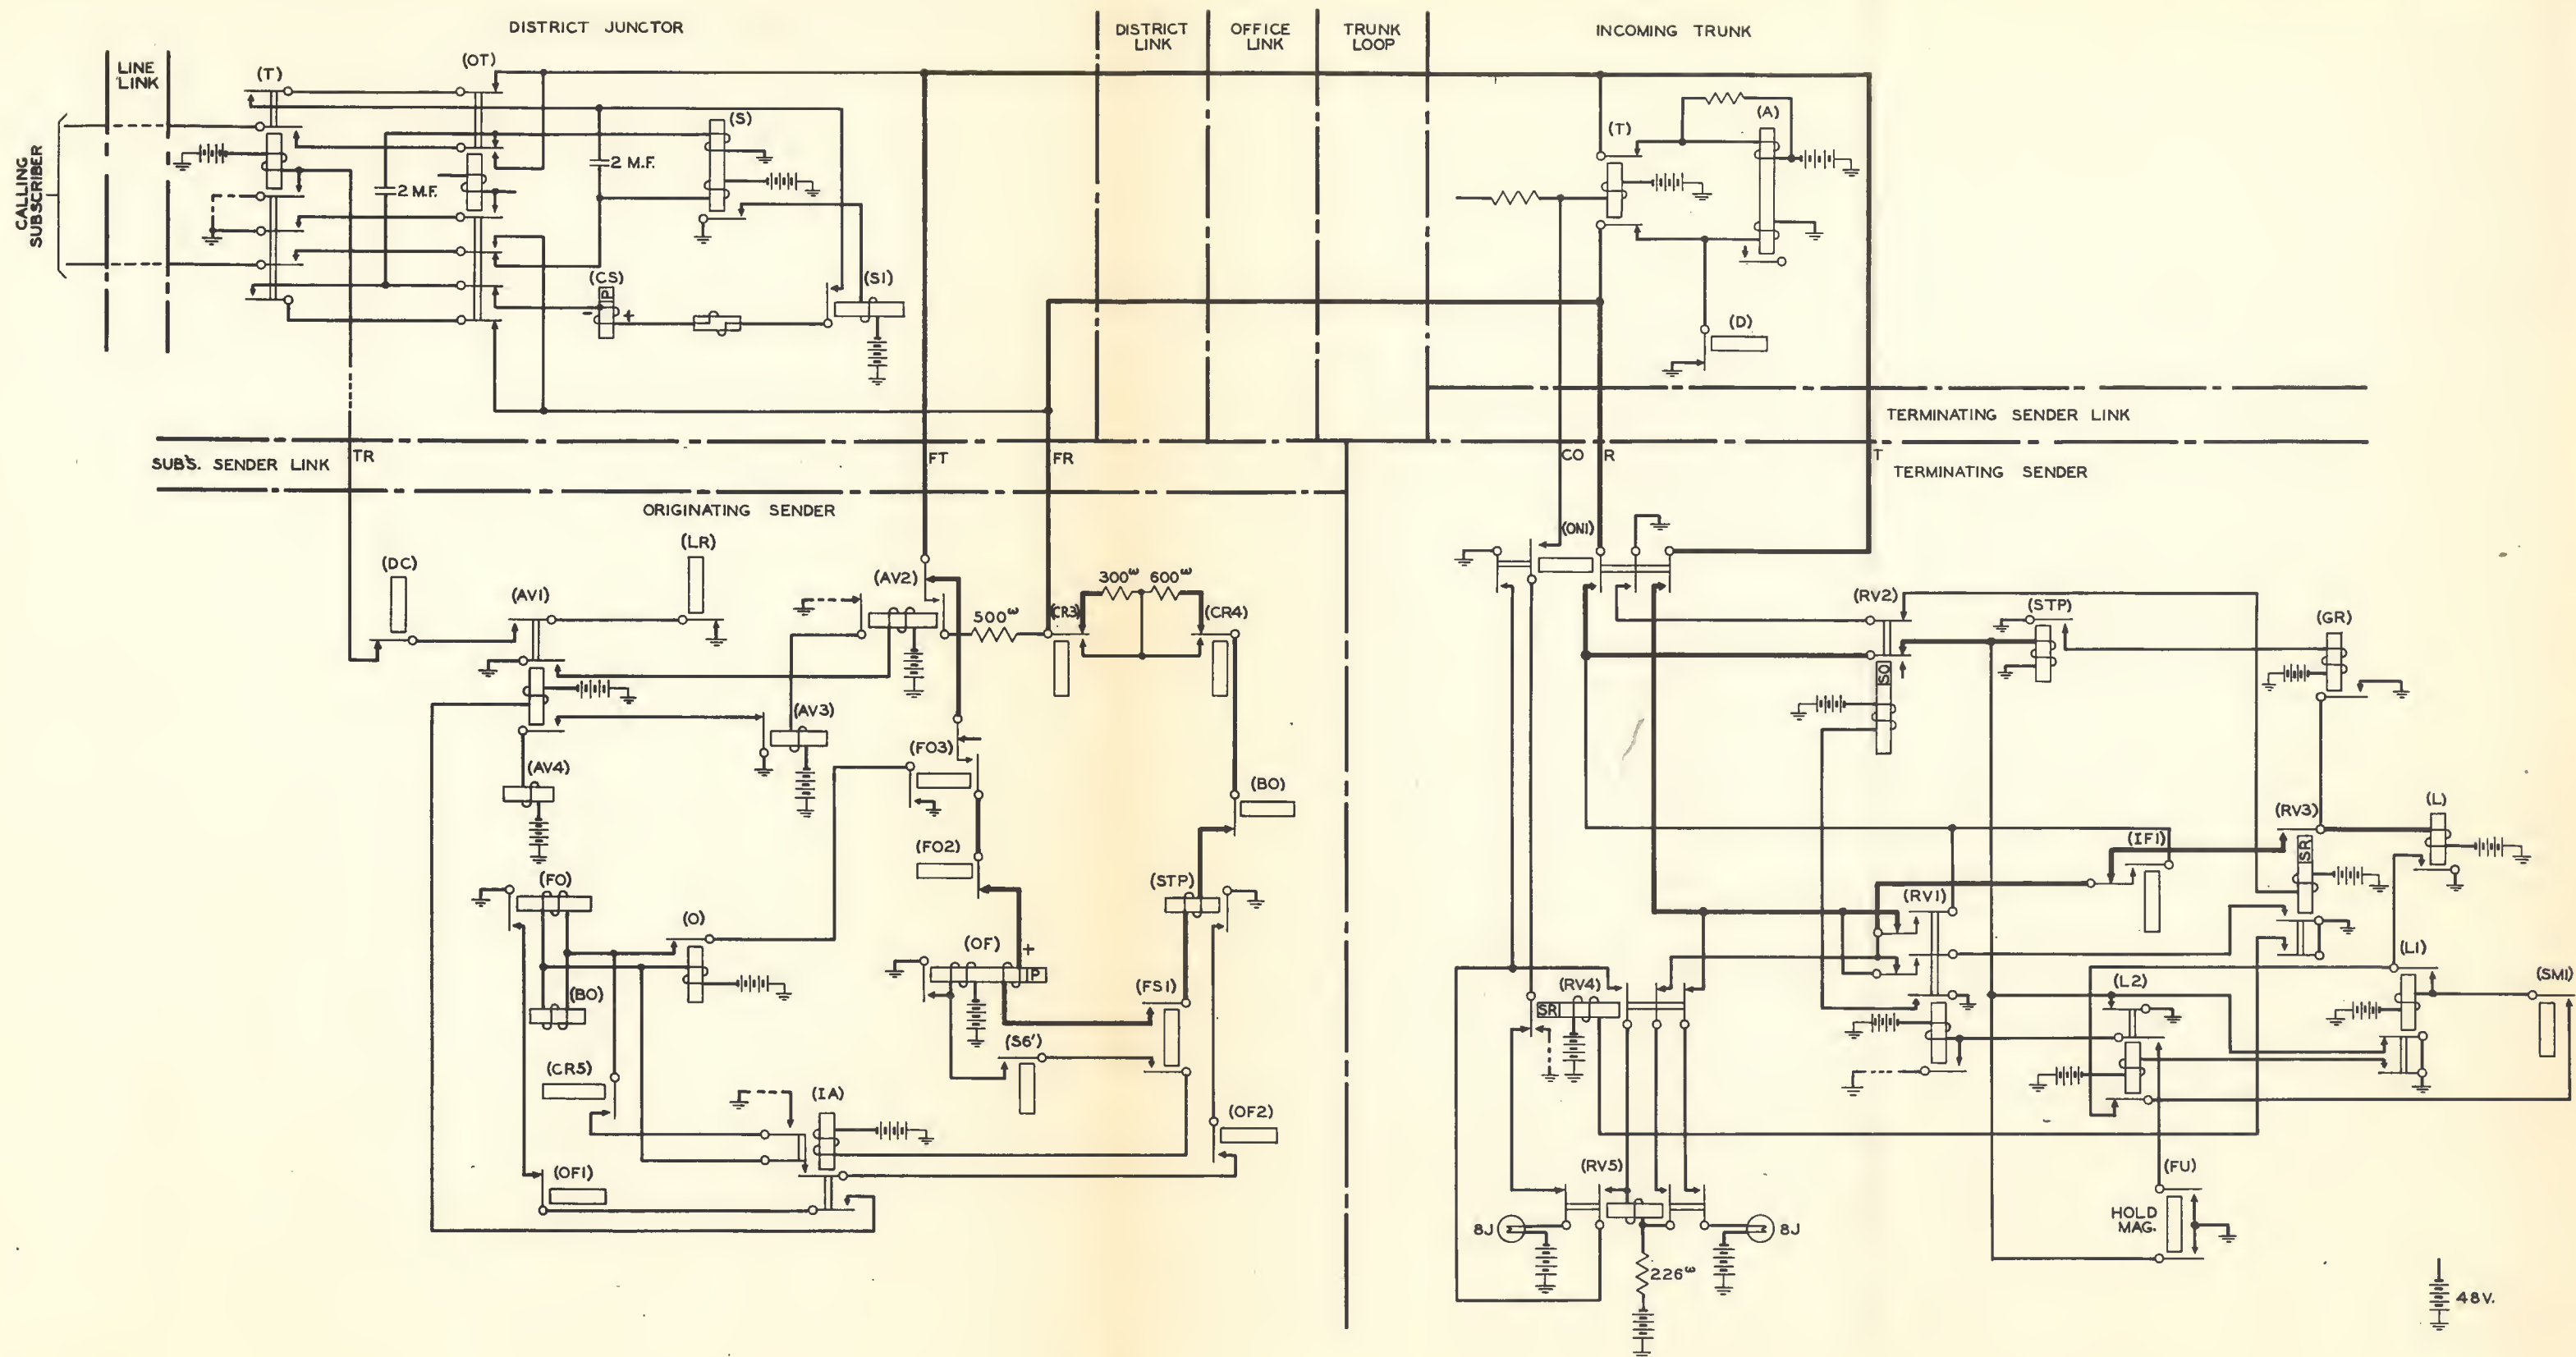 DISTRICT JUNCTOR
DISTRICT LINK
OFFICE LINK
TRUNK LOOP
INCOMING TRUNK
LINE LINK
(T)
(OT)
(S)
2 M.F.
2 M.F.
CALLING SUBSCRIBER
(CS)
P
-
+
(S1)
(T)
(A)
(D)
TERMINATING SENDER LINK
SUB'S. SENDER LINK
TR
FT
FR
CO
R
T
TERMINATING SENDER
ORIGINATING SENDER
(DC)
(AV1)
(LR)
(AV2)
500ω
(CR3)
300ω
600ω
(CR4)
(AV3)
(AV4)
(FO3)
(BO)
(FO2)
(FO)
(STP)
(O)
(OF)
+
P
(BO)
(FS1)
(S6')
(CR5)
(IA)
(OF2)
(OF1)
(ON1)
(RV2)
SO
(STP)
(GR)
(RV3)
SR
(L)
(IF1)
(RV1)
(RV4)
SR
(L1)
(L2)
(SM1)
(RV5)
(FU)
HOLD MAG.
8J
8J
226ω
48V.